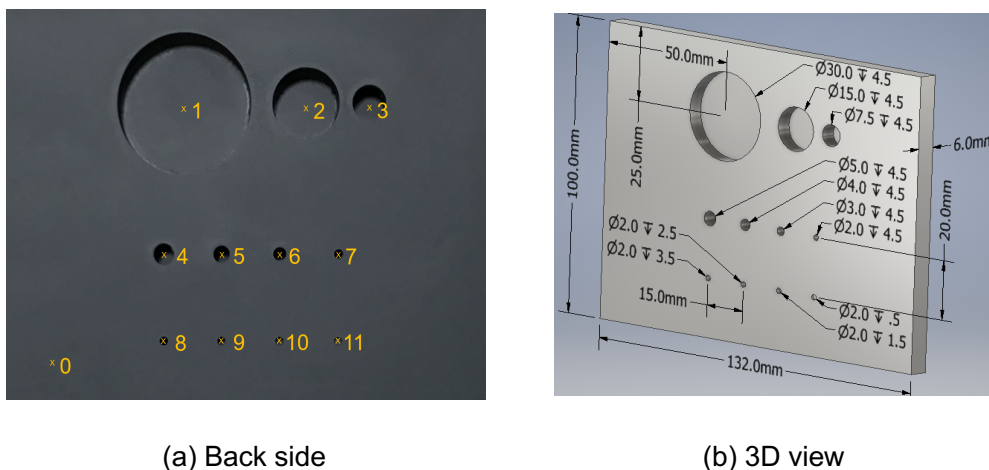 1
2
3
4
5
6
7
8
9
10
11
0
(a) Back side
50.0mm
Ø30.0 ↧ 4.5
Ø15.0 ↧ 4.5
Ø7.5 ↧ 4.5
6.0mm
100.0mm
25.0mm
Ø5.0 ↧ 4.5
Ø4.0 ↧ 4.5
Ø3.0 ↧ 4.5
Ø2.0 ↧ 4.5
20.0mm
Ø2.0 ↧ 2.5
Ø2.0 ↧ 3.5
15.0mm
Ø2.0 ↧ .5
Ø2.0 ↧ 1.5
132.0mm
(b) 3D view